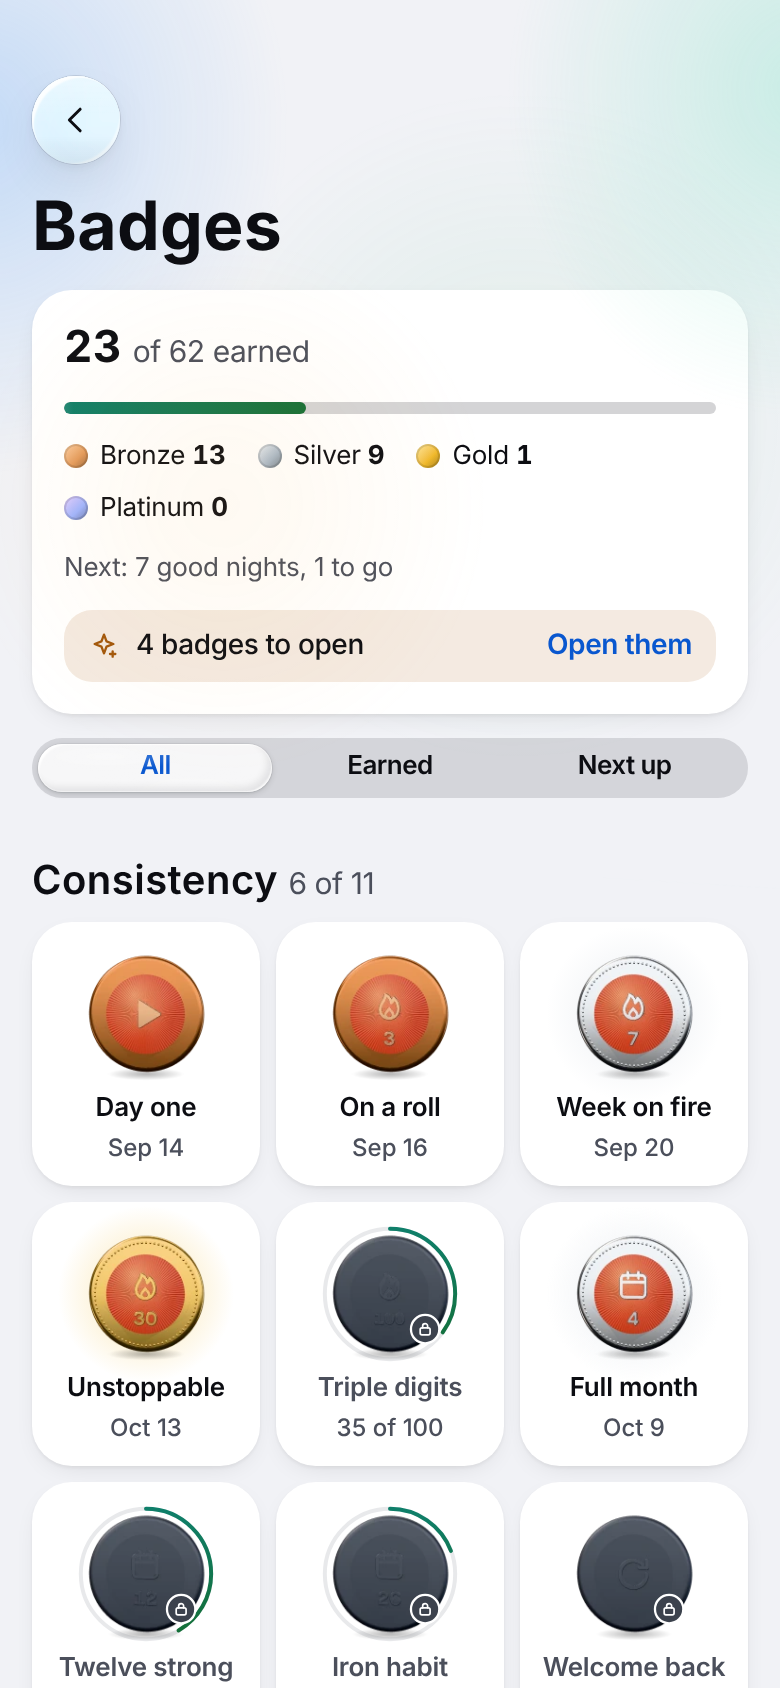 Badges
23 of 62 earned
Bronze 13 Silver 9 Gold 1
Platinum 0
Next: 7 good nights, 1 to go
4 badges to open Open them
All Earned Next up
Consistency 6 of 11
3 7
Day one On a roll Week on fire
Sep 14 Sep 16 Sep 20
30 4
Unstoppable Triple digits Full month
Oct 13 35 of 100 Oct 9
12
Twelve strong Iron habit Welcome back